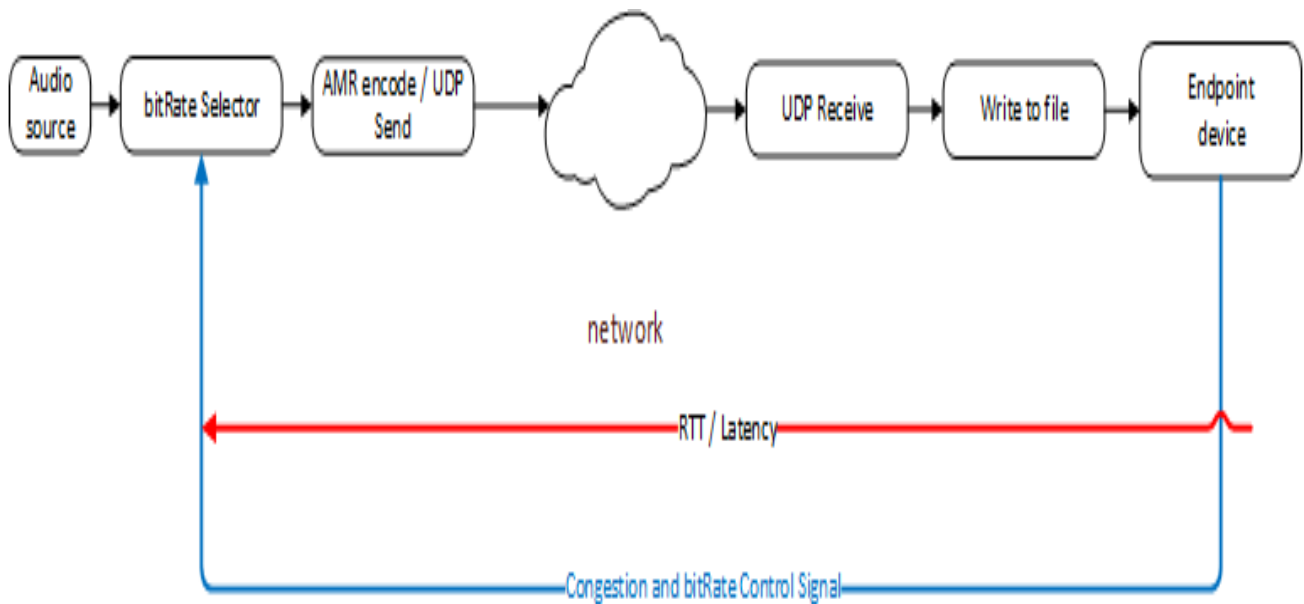 Audio
source
bitRate Selector
AMR encode / UDP
Send
UDP Receive
Write to file
Endpoint
device
network
RTT / Latency
Congestion and bitRate Control Signal